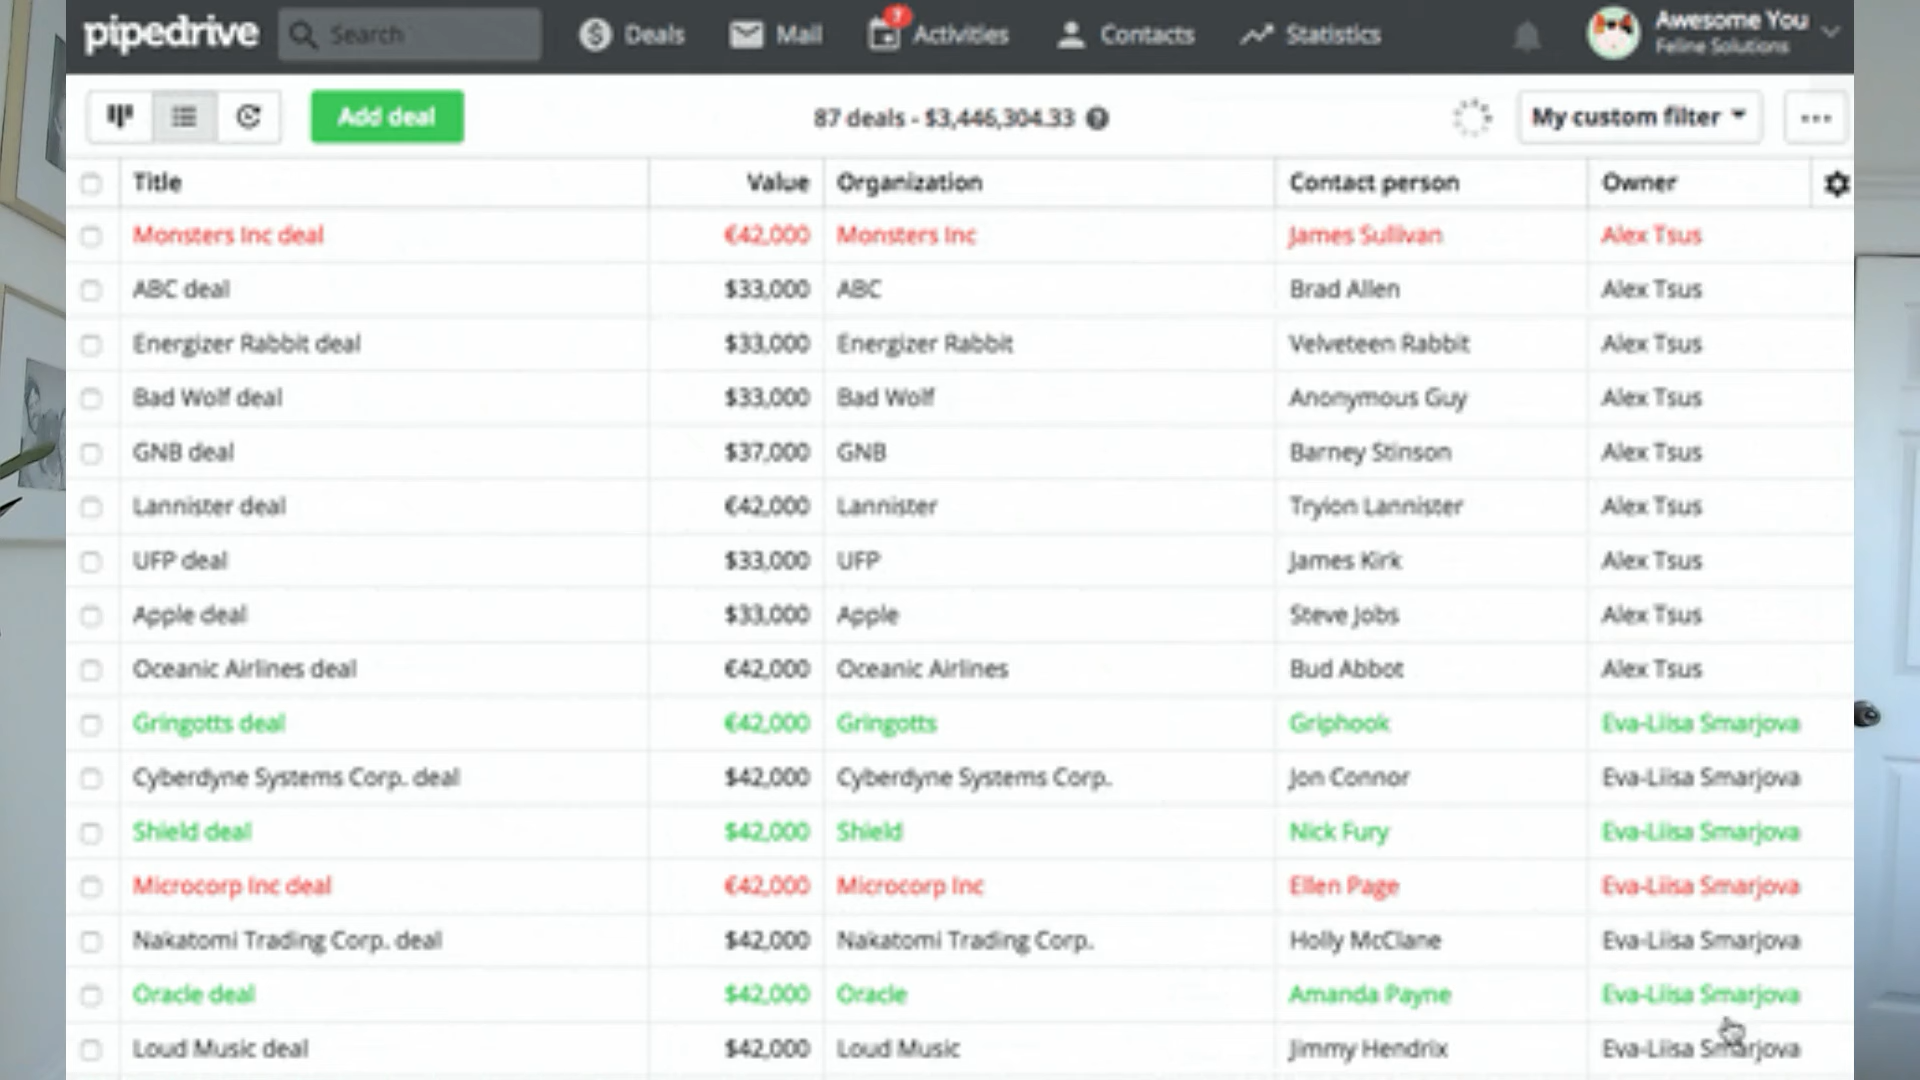 pipedrive Search Deals Mail 7 Activities Contacts Statistics Awesome You
Feline Solutions
Add deal 87 deals - $3,446,304.33 ? My custom filter ...
Title Value Organization Contact person Owner
Monsters Inc deal €42,000 Monsters Inc James Sullivan Alex Tsus
ABC deal $33,000 ABC Brad Allen Alex Tsus
Energizer Rabbit deal $33,000 Energizer Rabbit Velveteen Rabbit Alex Tsus
Bad Wolf deal $33,000 Bad Wolf Anonymous Guy Alex Tsus
GNB deal $37,000 GNB Barney Stinson Alex Tsus
Lannister deal €42,000 Lannister Tryion Lannister Alex Tsus
UFP deal $33,000 UFP James Kirk Alex Tsus
Apple deal $33,000 Apple Steve Jobs Alex Tsus
Oceanic Airlines deal €42,000 Oceanic Airlines Bud Abbot Alex Tsus
Gringotts deal €42,000 Gringotts Griphook Eva-Liisa Smarjova
Cyberdyne Systems Corp. deal $42,000 Cyberdyne Systems Corp. Jon Connor Eva-Liisa Smarjova
Shield deal $42,000 Shield Nick Fury Eva-Liisa Smarjova
Microcorp Inc deal €42,000 Microcorp Inc Ellen Page Eva-Liisa Smarjova
Nakatomi Trading Corp. deal $42,000 Nakatomi Trading Corp. Holly McClane Eva-Liisa Smarjova
Oracle deal $42,000 Oracle Amanda Payne Eva-Liisa Smarjova
Loud Music deal $42,000 Loud Music Jimmy Hendrix Eva-Liisa Smarjova